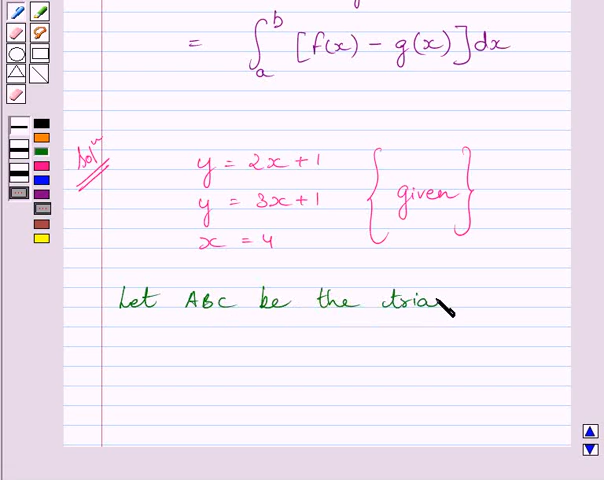 = ∫ₐᵇ [f(x) - g(x)] dx
Solⁿ
y = 2x + 1
y = 3x + 1 { given }
x = 4
Let ABC be the tria